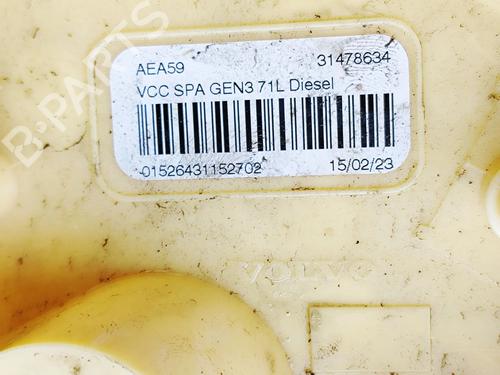 AEA59 31478634
VCC SPA GEN3 71L Diesel
01526431152702 15/02/23
VOLVO
B-PARTS